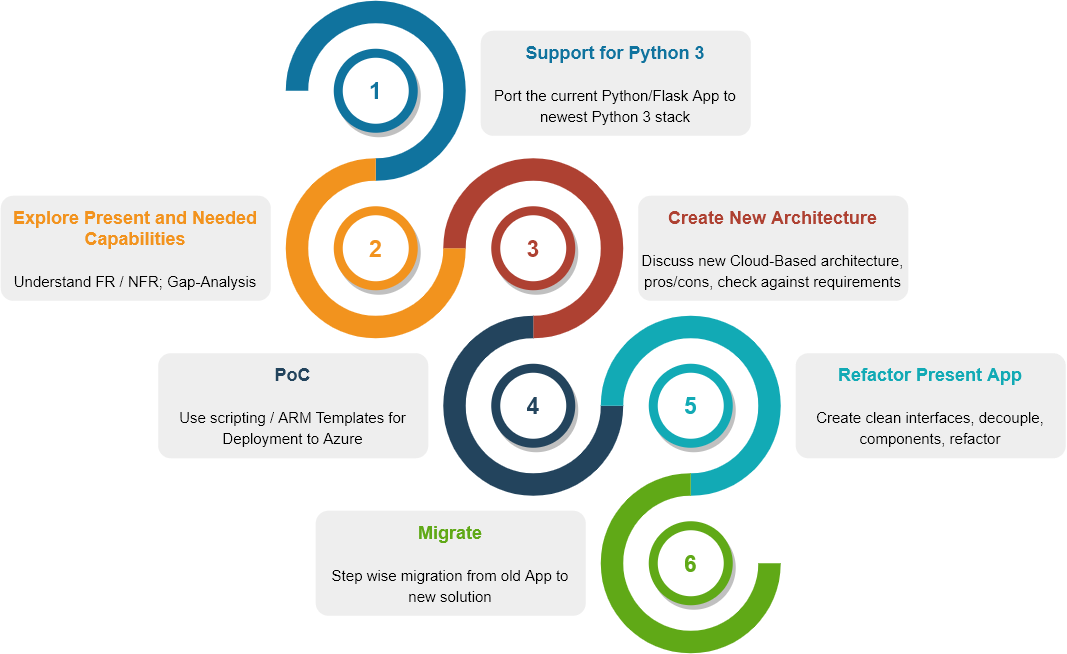 1
Support for Python 3
Port the current Python/Flask App to
newest Python 3 stack
Explore Present and Needed
Capabilities
Understand FR / NFR; Gap-Analysis
2
3
Create New Architecture
Discuss new Cloud-Based architecture,
pros/cons, check against requirements
PoC
Use scripting / ARM Templates for
Deployment to Azure
4
5
Refactor Present App
Create clean interfaces, decouple,
components, refactor
Migrate
Step wise migration from old App to
new solution
6